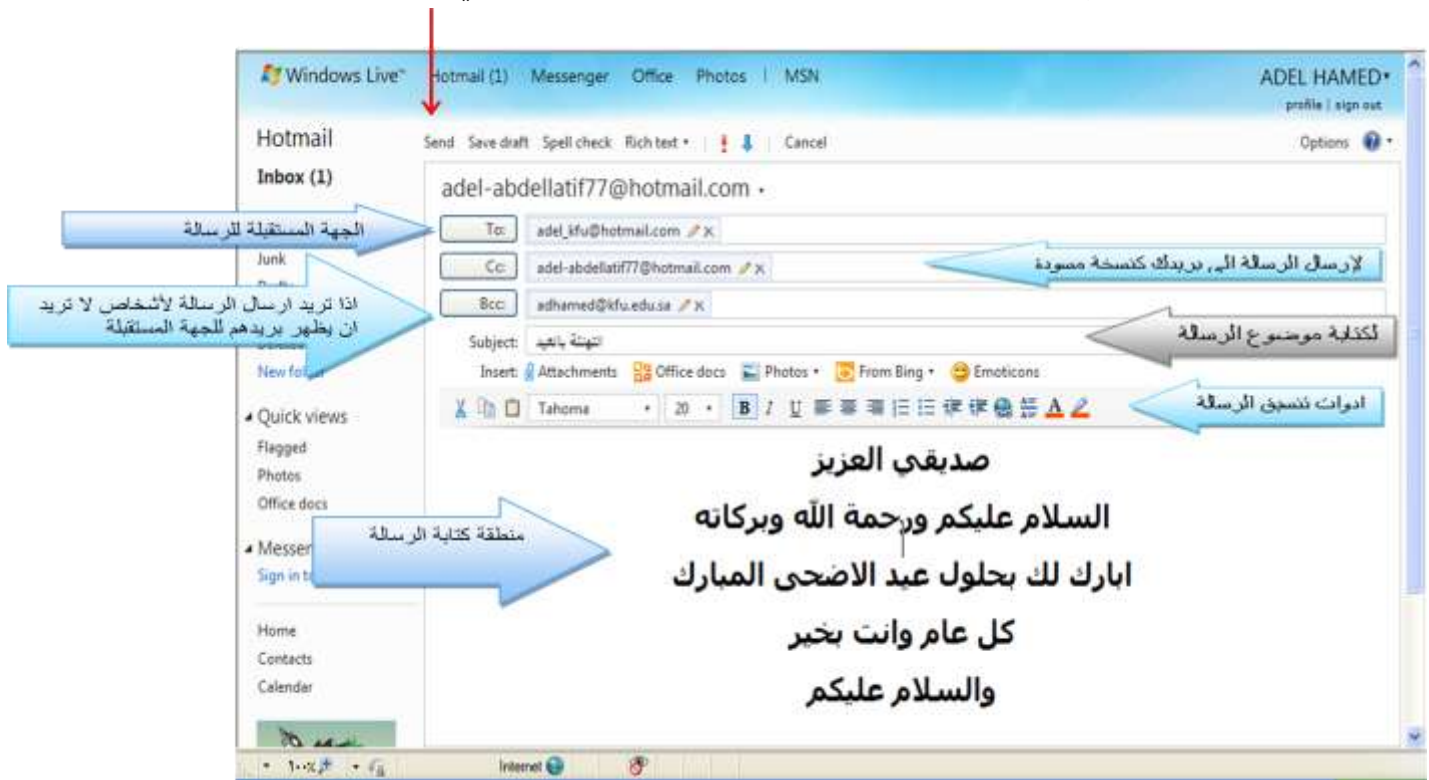 Windows Live™ Hotmail (1) Messenger Office Photos | MSN ADEL HAMED
profile | sign out
Hotmail
Send Save draft Spell check Rich text Cancel Options
Inbox (1)
adel-abdellatif77@hotmail.com
الجهة المستقبلة للرسالة
To: adel_kfu@hotmail.com
Junk
Cc: adel-abdellatif77@hotmail.com
لارسال الرسالة الى بريدك كنسخة مسودة
اذا تريد ارسال الرسالة لأشخاص لا تريد
ان يظهر بريدهم للجهة المستقبلة
Bcc: adhamed@kfu.edu.sa
Subject: التهنئة بالعيد
لكتابة موضوع الرسالة
New
Insert: Attachments Office docs Photos From Bing Emoticons
Tahoma 20 B I U A
ادوات تنسيق الرسالة
Quick views
Flagged
Photos
Office docs
صديقي العزيز
السلام عليكم ورحمة الله وبركاته
منطقة كتابة الرسالة
ابارك لك بحلول عيد الاضحى المبارك
Sign in
كل عام وانت بخير
والسلام عليكم
Home
Contacts
Calendar
١٠٠٪ Internet